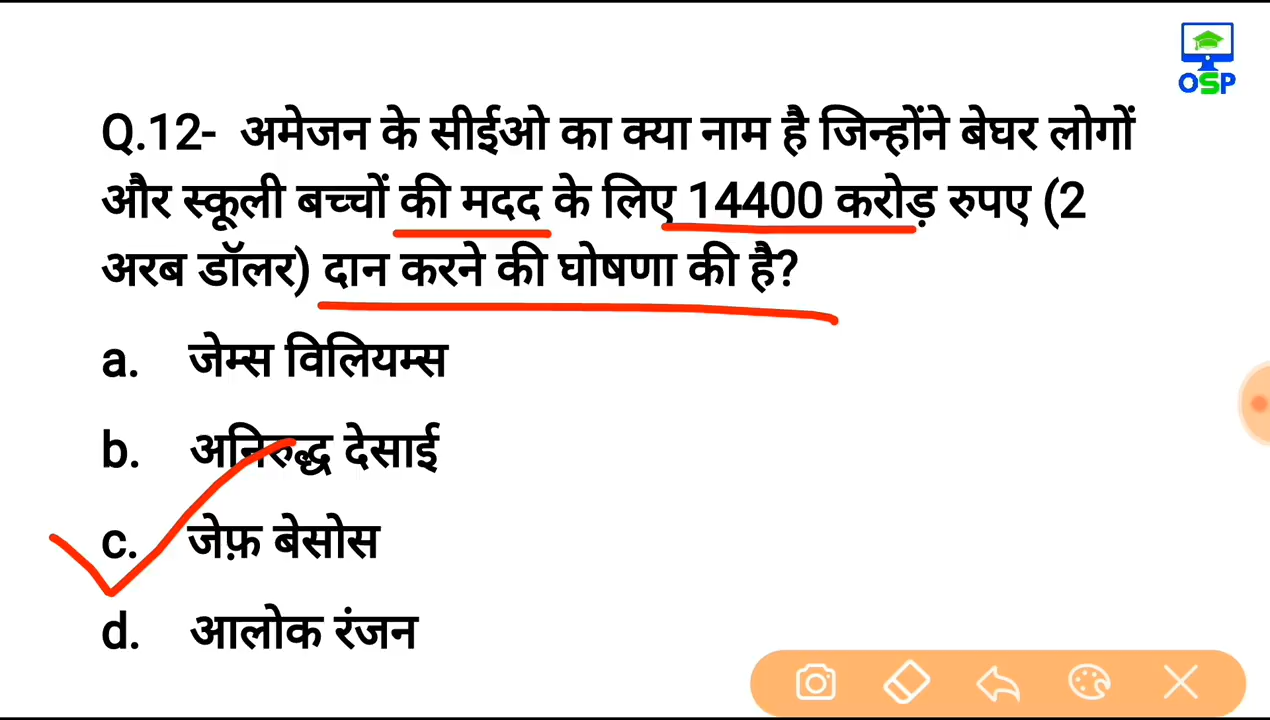 OSP
Q.12- अमेजन के सीईओ का क्या नाम है जिन्होंने बेघर लोगों
और स्कूली बच्चों की मदद के लिए 14400 करोड़ रुपए (2
अरब डॉलर) दान करने की घोषणा की है?
a. जेम्स विलियम्स
b. अनिरुद्ध देसाई
c. जेफ़ बेसोस
d. आलोक रंजन